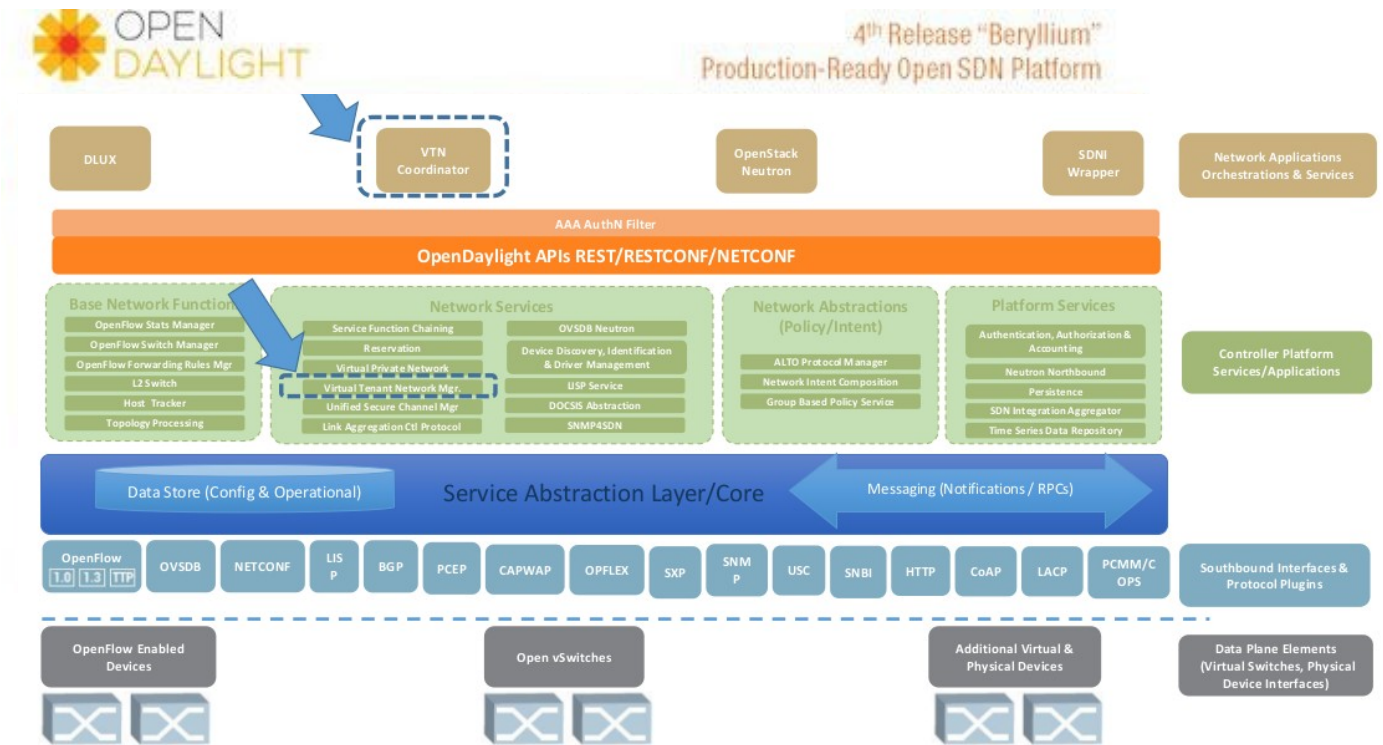 OPEN
DAYLIGHT
4th Release “Beryllium”
Production-Ready Open SDN Platform
DLUX
VTN
Coordinator
OpenStack
Neutron
SDNI
Wrapper
Network Applications
Orchestrations & Services
AAA AuthN Filter
OpenDaylight APIs REST/RESTCONF/NETCONF
Base Network Function
OpenFlow Stats Manager
OpenFlow Switch Manager
OpenFlow Forwarding Rules Mgr
L2 Switch
Host Tracker
Topology Processing
Network Services
Service Function Chaining
Reservation
Virtual Private Network
Virtual Tenant Network Mgr.
Unified Secure Channel Mgr
Link Aggregation Ctl Protocol
OVSDB Neutron
Device Discovery, Identification
& Driver Management
LISP Service
DOCSIS Abstraction
SNMP4SDN
Network Abstractions
(Policy/Intent)
ALTO Protocol Manager
Network Intent Composition
Group Based Policy Service
Platform Services
Authentication, Authorization &
Accounting
Neutron Northbound
Persistence
SDN Integration Aggregator
Time Series Data Repository
Controller Platform
Services/Applications
Data Store (Config & Operational)
Service Abstraction Layer/Core
Messaging (Notifications / RPCs)
OpenFlow
1.0 1.3 TTP
OVSDB
NETCONF
LIS
P
BGP
PCEP
CAPWAP
OPFLEX
SXP
SNM
P
USC
SNBI
HTTP
CoAP
LACP
PCMM/C
OPS
Southbound Interfaces &
Protocol Plugins
OpenFlow Enabled
Devices
Open vSwitches
Additional Virtual &
Physical Devices
Data Plane Elements
(Virtual Switches, Physical
Device Interfaces)